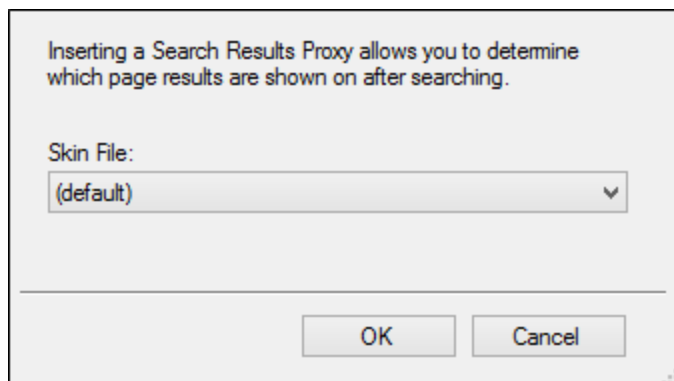 Inserting a Search Results Proxy allows you to determine
which page results are shown on after searching.
Skin File:
(default)
OK
Cancel